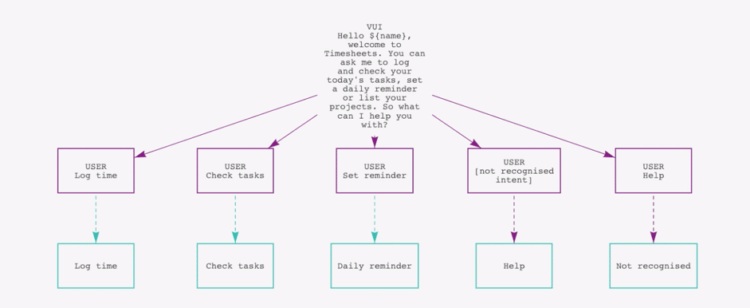 VUI
Hello ${name},
welcome to
Timesheets. You can
ask me to log
and check your
today's tasks, set
a daily reminder
or list your
projects. So what
can I help you
with?
USER
Log time
USER
Check tasks
USER
Set reminder
USER
[not recognised
intent]
USER
Help
Log time
Check tasks
Daily reminder
Help
Not recognised